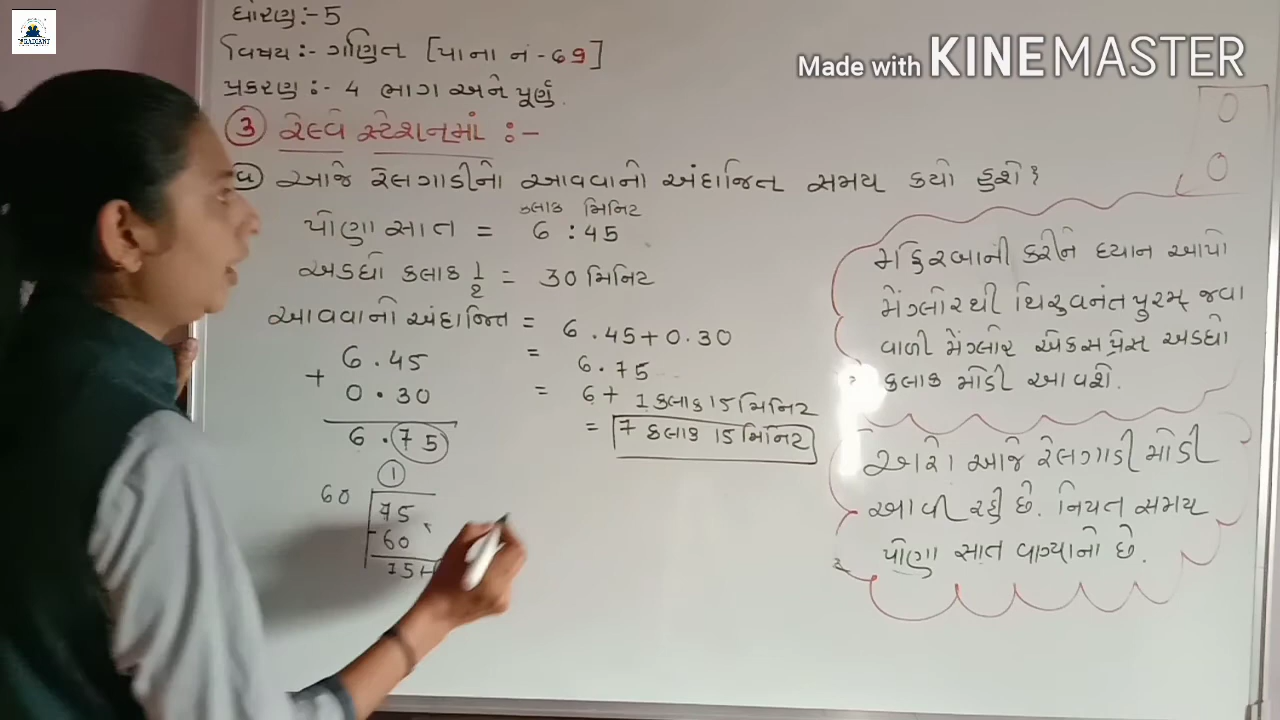 ધોરણ:- 5
વિષય:- ગણિત [પાના નં - 69]
પ્રકરણ:- 4 ભાગ અને પૂર્ણ.
Made with KINEMASTER
③ રેલ્વે સ્ટેશનમાં :-
આજે રેલગાડીનો આવવાનો અંદાજિત સમય કયો હશે?
કલાક મિનિટ
પોણા સાત = 6 : 45
અડધો કલાક 1/2 = 30 મિનિટ
આવવાનો અંદાજિત = 6.45 + 0.30
= 6.75
= 6 + 1 કલાક 15 મિનિટ
= 7 કલાક 15 મિનિટ
6.45
+ 0.30
6.75
1
60 75
- 60
15
મહેરબાની કરીને ધ્યાન આપો
મેંગ્લોરથી થિરુવનંતપુરમ્ જવા
વાળી મેંગ્લોર એકસપ્રેસ અડધો
કલાક મોડી આવશે.
અરે! આજે રેલગાડી મોડી
આવી રહી છે. નિયત સમય
પોણા સાત વાગ્યાનો છે.